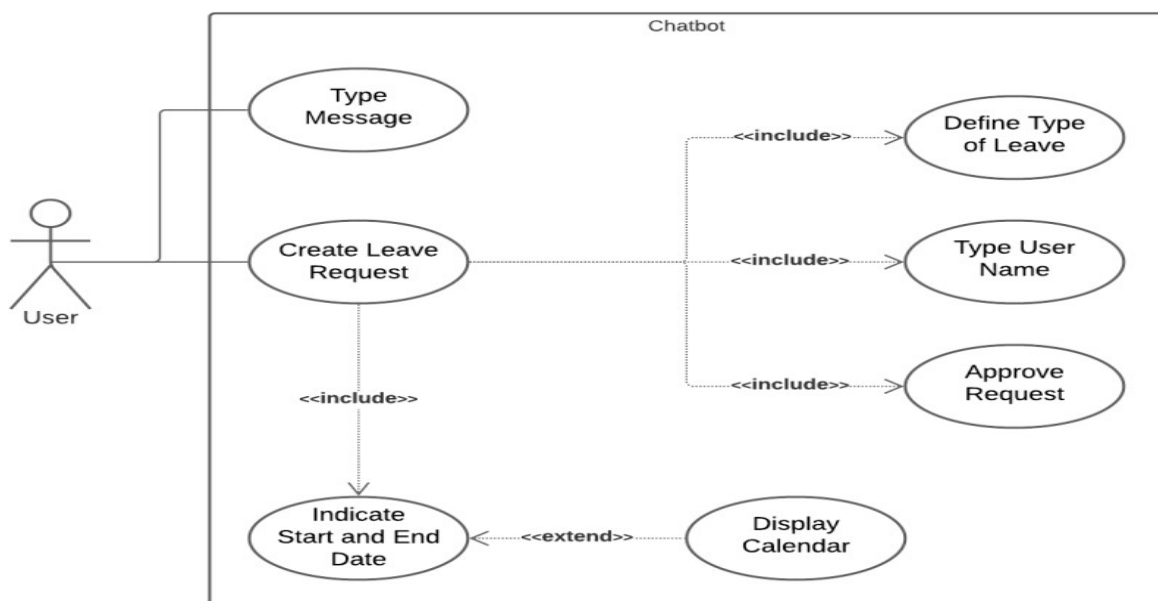 Chatbot
Type
Message
Define Type
of Leave
<<include>>
Create Leave
Request
<<include>>
Type User
Name
User
<<include>>
Approve
Request
<<include>>
Indicate
Start and End
Date
<<extend>>
Display
Calendar